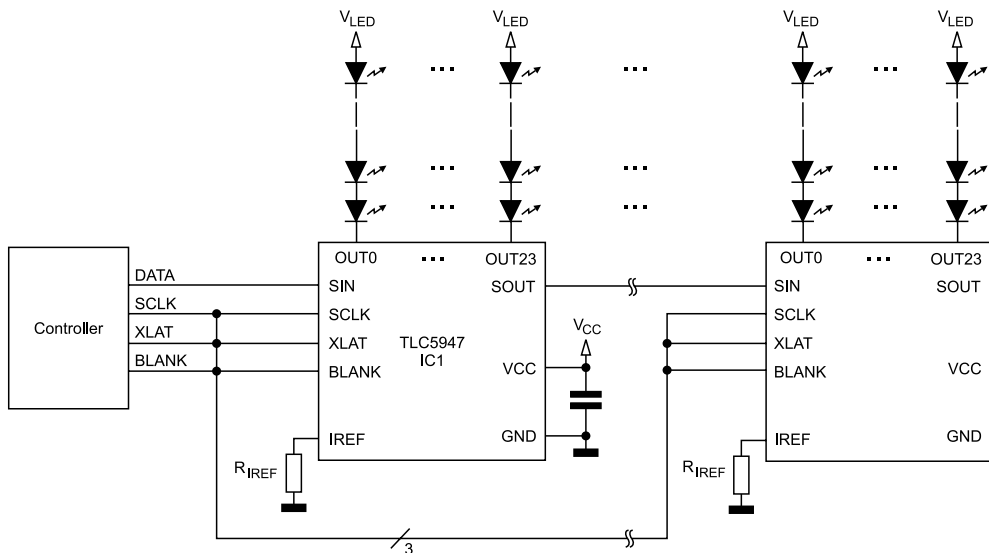 VLED VLED VLED VLED
OUT0 OUT23 OUT0 OUT23
DATA SIN SOUT SIN SOUT
SCLK SCLK SCLK
Controller XLAT XLAT TLC5947 VCC XLAT
IC1
BLANK BLANK VCC BLANK VCC
IREF GND IREF GND
RIREF RIREF
3